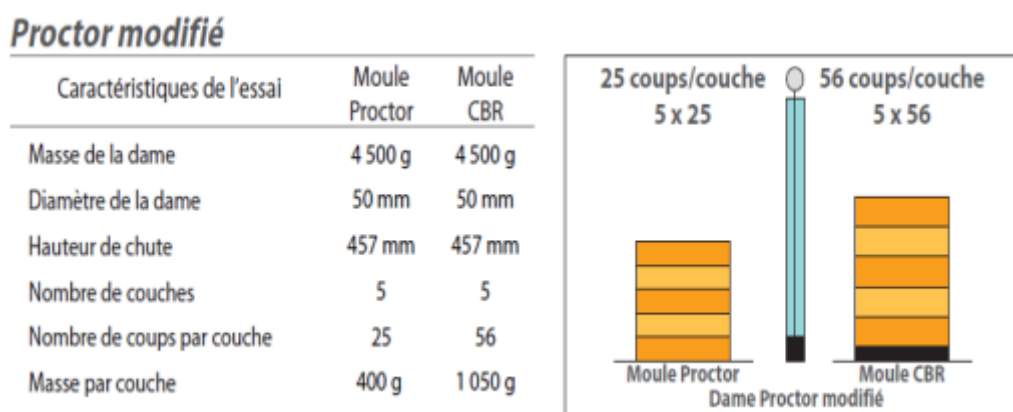 Proctor modifié
Caractéristiques de l'essai Moule Proctor Moule CBR
Masse de la dame 4 500 g 4 500 g
Diamètre de la dame 50 mm 50 mm
Hauteur de chute 457 mm 457 mm
Nombre de couches 5 5
Nombre de coups par couche 25 56
Masse par couche 400 g 1 050 g
25 coups/couche 56 coups/couche
5 x 25 5 x 56
Moule Proctor Moule CBR
Dame Proctor modifié